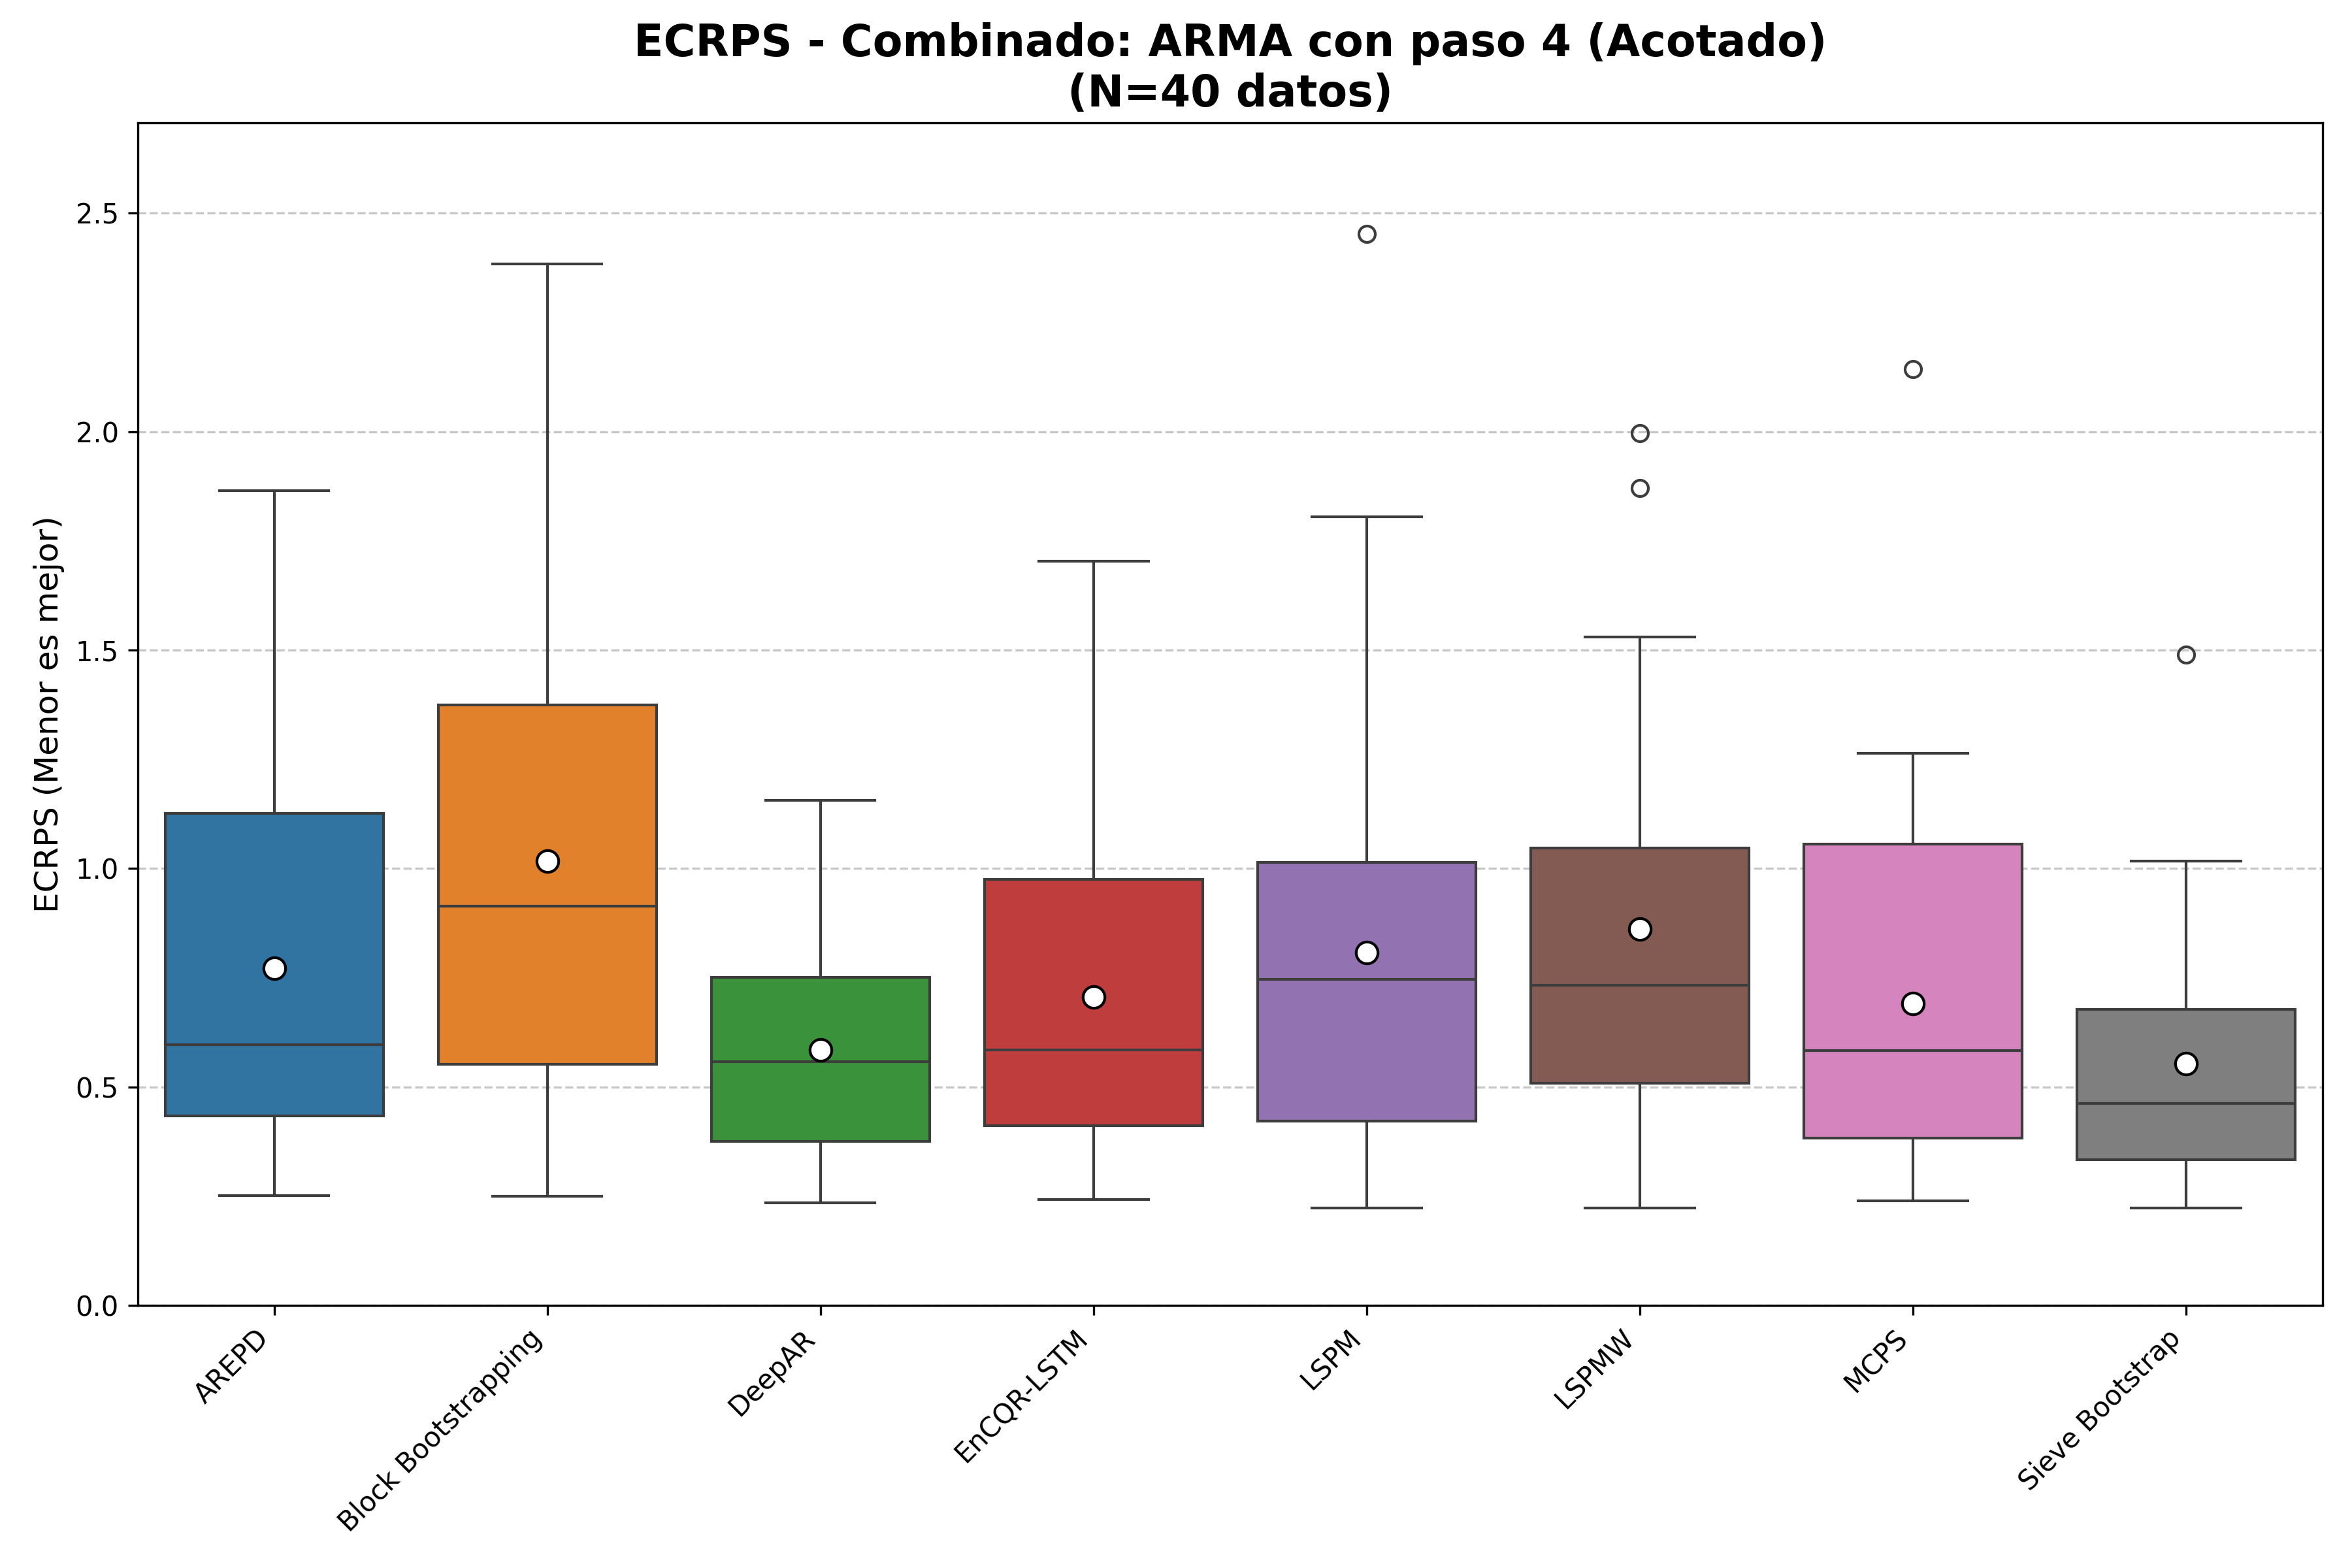 ECRPS - Combinado: ARMA con paso 4 (Acotado)
(N=40 datos)
ECRPS (Menor es mejor)
2.5
2.0
1.5
1.0
0.5
0.0
AREPD
Block Bootstrapping
DeepAR
EnCQR-LSTM
LSPM
LSPMW
MCPS
Sieve Bootstrap